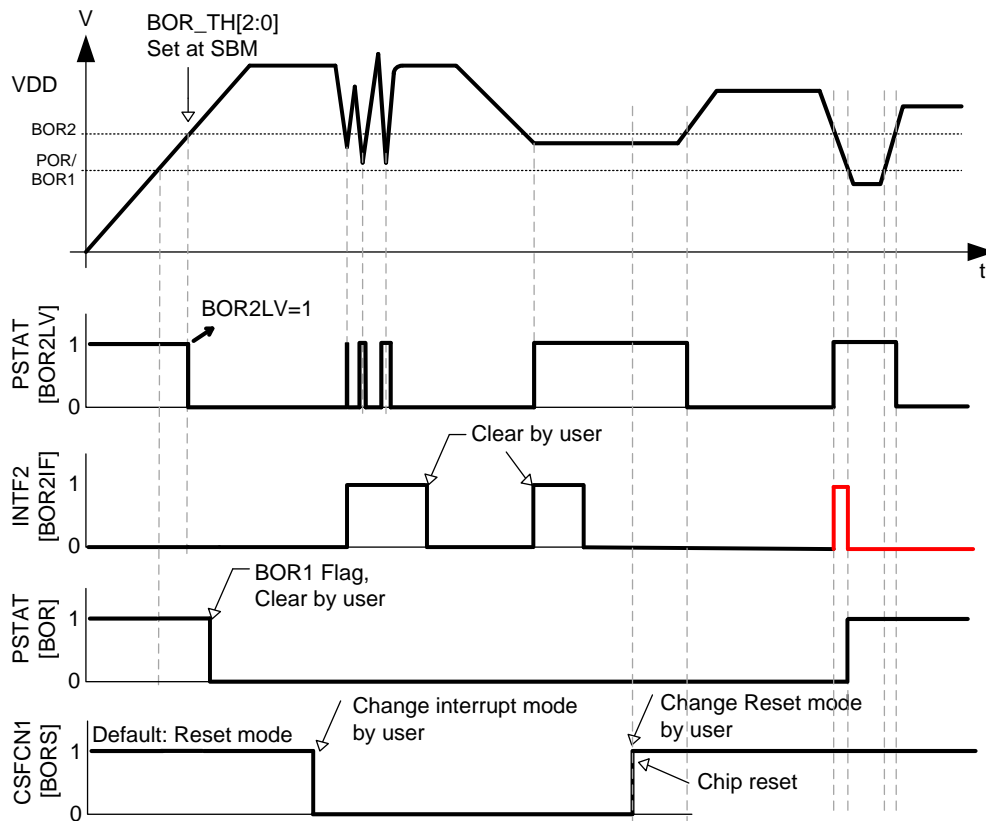 V
BOR_TH[2:0]
Set at SBM
VDD
BOR2
POR/
BOR1
t
BOR2LV=1
PSTAT
[BOR2LV]
1
0
Clear by user
INTF2
[BOR2IF]
1
0
BOR1 Flag,
Clear by user
PSTAT
[BOR]
1
0
Change interrupt mode
by user
Change Reset mode
by user
Default: Reset mode
CSFCN1
[BORS]
1
0
Chip reset